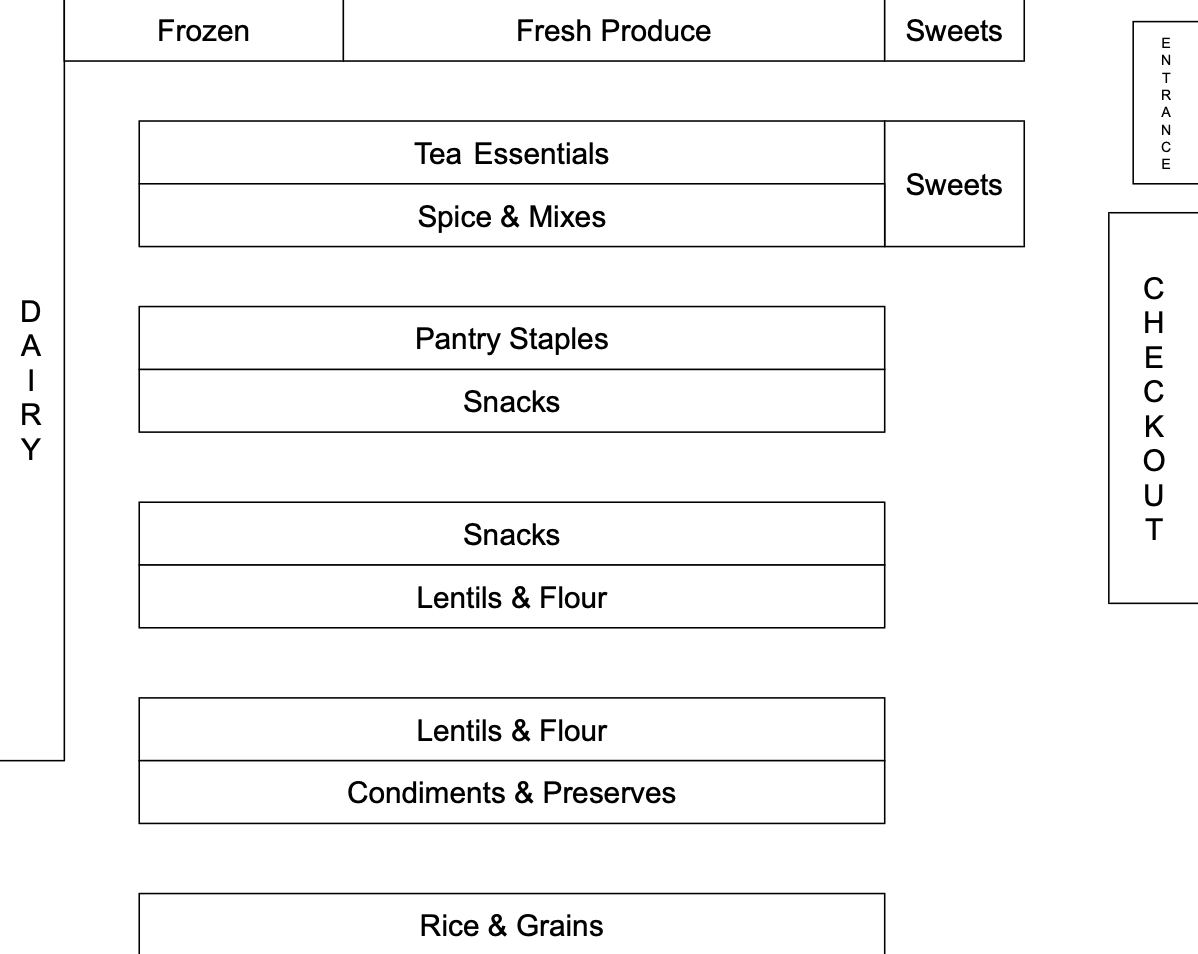 Frozen
Fresh Produce
Sweets
ENTRANCE
Tea Essentials
Sweets
Spice & Mixes
CHECKOUT
DAIRY
Pantry Staples
Snacks
Snacks
Lentils & Flour
Lentils & Flour
Condiments & Preserves
Rice & Grains